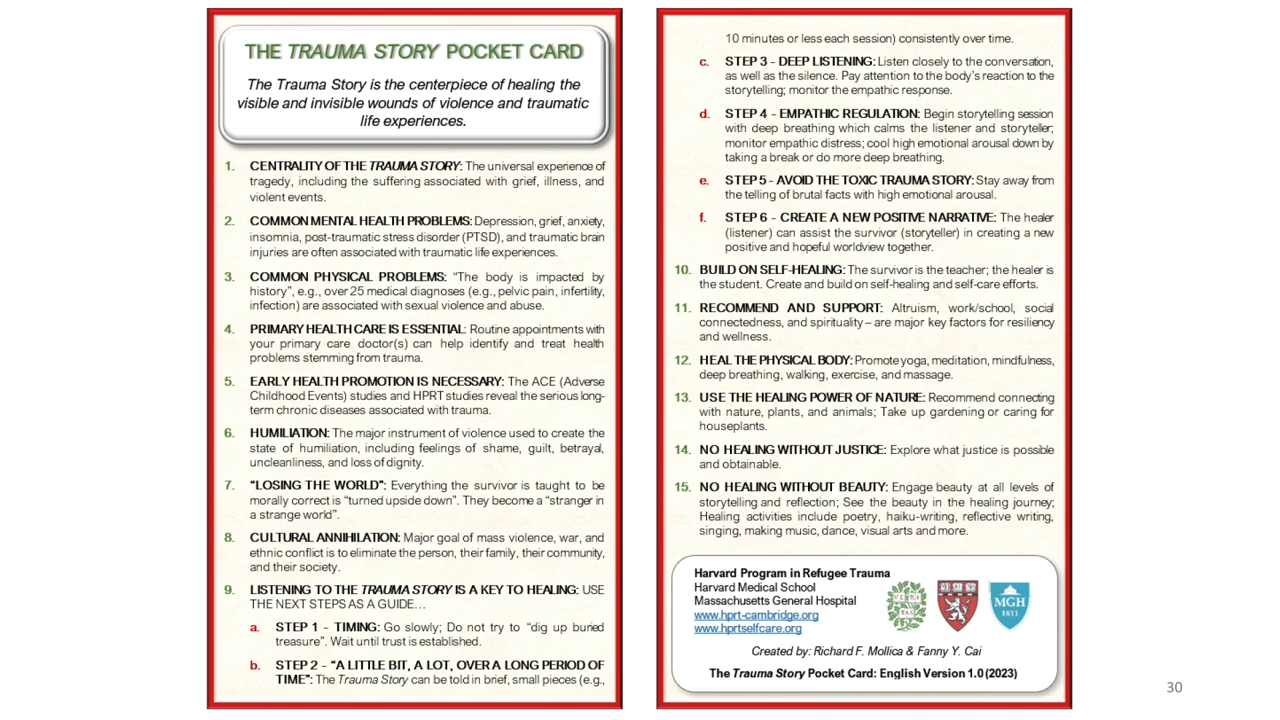 THE TRAUMA STORY POCKET CARD
The Trauma Story is the centerpiece of healing the
visible and invisible wounds of violence and traumatic
life experiences.
1. CENTRALITY OF THE TRAUMA STORY: The universal experience of
tragedy, including the suffering associated with grief, illness, and
violent events.
2. COMMON MENTAL HEALTH PROBLEMS: Depression, grief, anxiety,
insomnia, post-traumatic stress disorder (PTSD), and traumatic brain
injuries are often associated with traumatic life experiences.
3. COMMON PHYSICAL PROBLEMS: “The body is impacted by
history”, e.g., over 25 medical diagnoses (e.g., pelvic pain, infertility,
infection) are associated with sexual violence and abuse.
4. PRIMARY HEALTH CARE IS ESSENTIAL: Routine appointments with
your primary care doctor(s) can help identify and treat health
problems stemming from trauma.
5. EARLY HEALTH PROMOTION IS NECESSARY: The ACE (Adverse
Childhood Events) studies and HPRT studies reveal the serious long-
term chronic diseases associated with trauma.
6. HUMILIATION: The major instrument of violence used to create the
state of humiliation, including feelings of shame, guilt, betrayal,
uncleanliness, and loss of dignity.
7. “LOSING THE WORLD”: Everything the survivor is taught to be
morally correct is “turned upside down”. They become a “stranger in
a strange world”.
8. CULTURAL ANNIHILATION: Major goal of mass violence, war, and
ethnic conflict is to eliminate the person, their family, their community,
and their society.
9. LISTENING TO THE TRAUMA STORY IS A KEY TO HEALING: USE
THE NEXT STEPS AS A GUIDE…
a. STEP 1 - TIMING: Go slowly; Do not try to “dig up buried
treasure”. Wait until trust is established.
b. STEP 2 - “A LITTLE BIT, A LOT, OVER A LONG PERIOD OF
TIME”: The Trauma Story can be told in brief, small pieces (e.g.,
10 minutes or less each session) consistently over time.
c. STEP 3 - DEEP LISTENING: Listen closely to the conversation,
as well as the silence. Pay attention to the body’s reaction to the
storytelling; monitor the empathic response.
d. STEP 4 - EMPATHIC REGULATION: Begin storytelling session
with deep breathing which calms the listener and storyteller;
monitor empathic distress; cool high emotional arousal down by
taking a break or do more deep breathing.
e. STEP 5 - AVOID THE TOXIC TRAUMA STORY: Stay away from
the telling of brutal facts with high emotional arousal.
f. STEP 6 - CREATE A NEW POSITIVE NARRATIVE: The healer
(listener) can assist the survivor (storyteller) in creating a new
positive and hopeful worldview together.
10. BUILD ON SELF-HEALING: The survivor is the teacher; the healer is
the student. Create and build on self-healing and self-care efforts.
11. RECOMMEND AND SUPPORT: Altruism, work/school, social
connectedness, and spirituality – are major key factors for resiliency
and wellness.
12. HEAL THE PHYSICAL BODY: Promote yoga, meditation, mindfulness,
deep breathing, walking, exercise, and massage.
13. USE THE HEALING POWER OF NATURE: Recommend connecting
with nature, plants, and animals; Take up gardening or caring for
houseplants.
14. NO HEALING WITHOUT JUSTICE: Explore what justice is possible
and obtainable.
15. NO HEALING WITHOUT BEAUTY: Engage beauty at all levels of
storytelling and reflection; See the beauty in the healing journey;
Healing activities include poetry, haiku-writing, reflective writing,
singing, making music, dance, visual arts and more.
Harvard Program in Refugee Trauma
Harvard Medical School
Massachusetts General Hospital
www.hprt-cambridge.org
www.hprtselfcare.org
VERI
TAS
MGH
1811
Created by: Richard F. Mollica & Fanny Y. Cai
The Trauma Story Pocket Card: English Version 1.0 (2023)
30